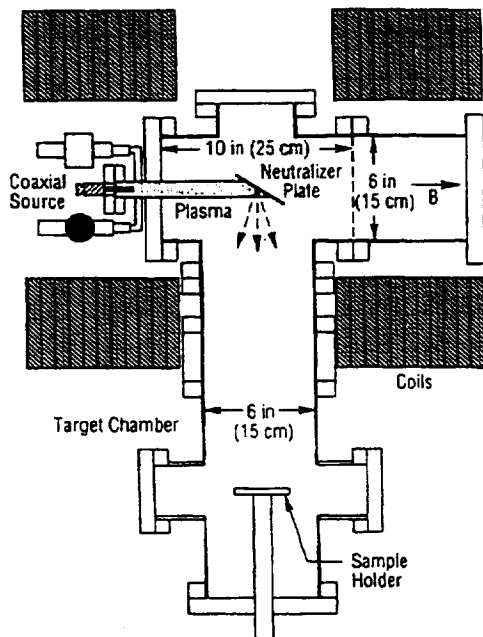 10 in (25 cm)
Neutralizer
Plate
Coaxial
Source
Plasma
6 in
(15 cm)
B
Coils
6 in
(15 cm)
Target Chamber
Sample
Holder